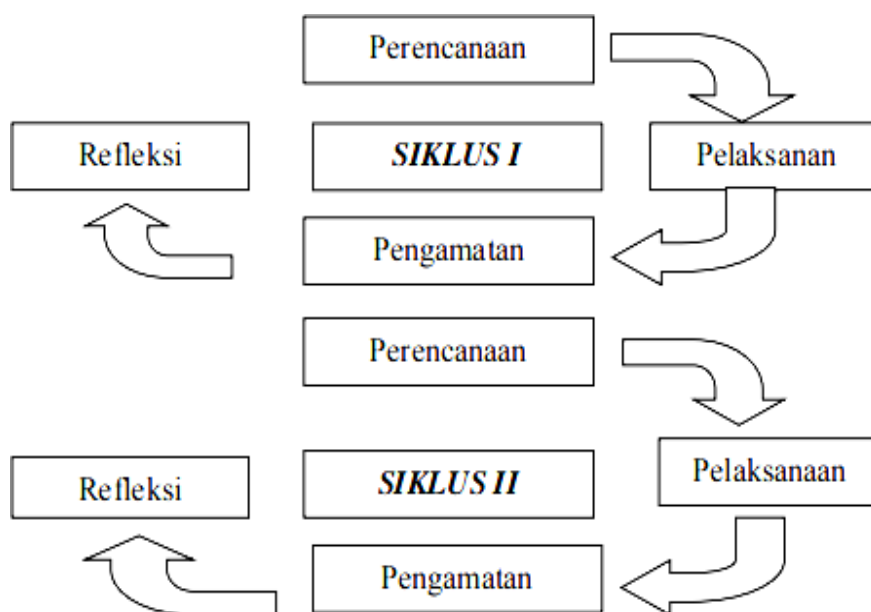 Perencanaan
Refleksi
SIKLUS I
Pelaksanan
Pengamatan
Perencanaan
Refleksi
SIKLUS II
Pelaksanaan
Pengamatan